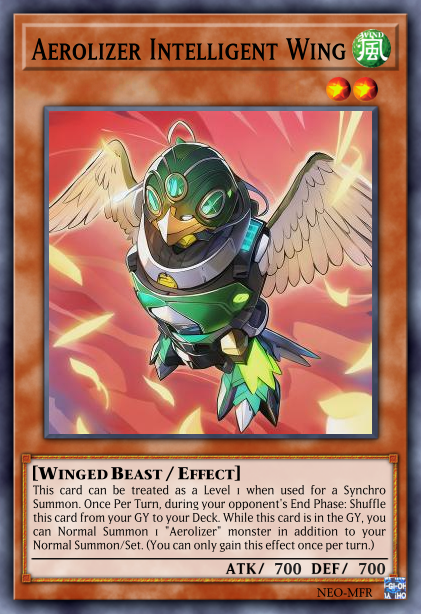 Aerolizer Intelligent Wing
WIND
風
[Winged Beast / Effect]
This card can be treated as a Level 1 when used for a Synchro
Summon. Once Per Turn, during your opponent's End Phase: Shuffle
this card from your GY to your Deck. While this card is in the GY, you
can Normal Summon 1 "Aerolizer" monster in addition to your
Normal Summon/Set. (You can only gain this effect once per turn.)
ATK/ 700 DEF/ 700
NEO-MFR